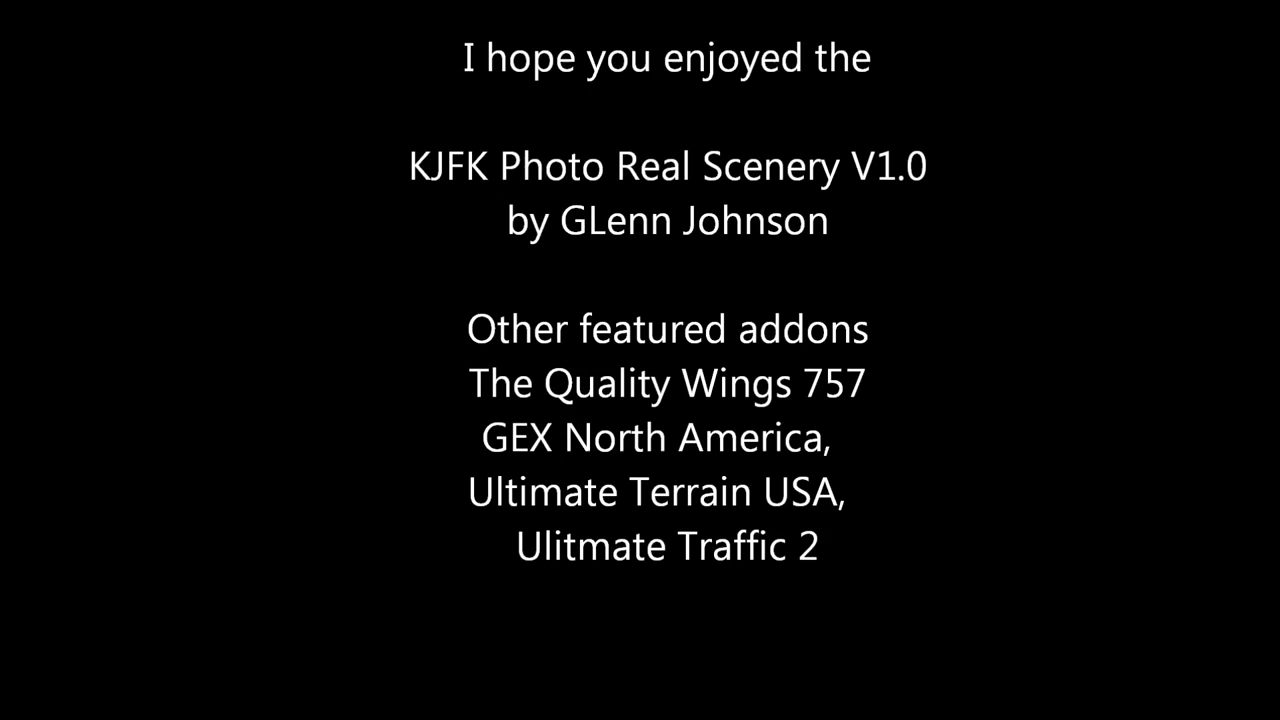 I hope you enjoyed the
KJFK Photo Real Scenery V1.0
by GLenn Johnson
Other featured addons
The Quality Wings 757
GEX North America,
Ultimate Terrain USA,
Ulitmate Traffic 2